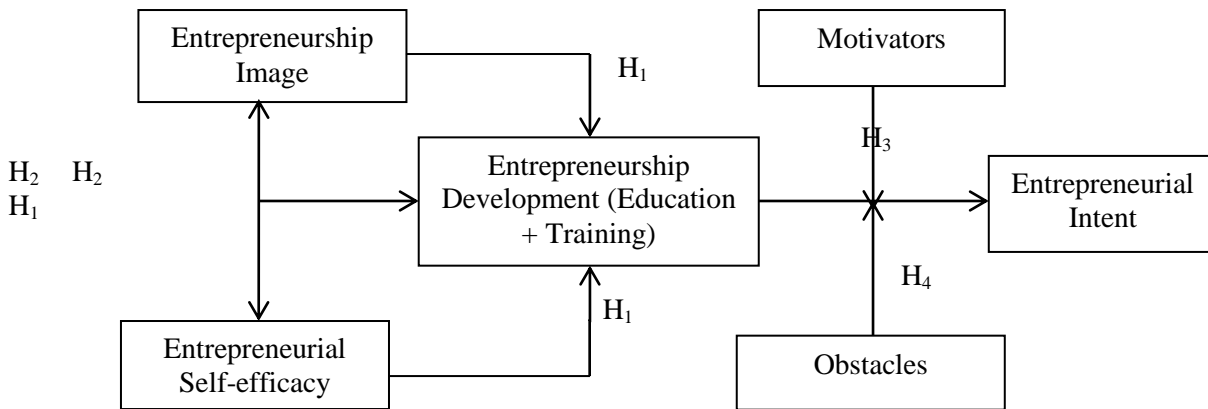 Entrepreneurship
Image
H₁
Motivators
H₃
H₂ H₂
H₁
Entrepreneurship
Development (Education
+ Training)
Entrepreneurial
Intent
H₄
H₁
Entrepreneurial
Self-efficacy
Obstacles